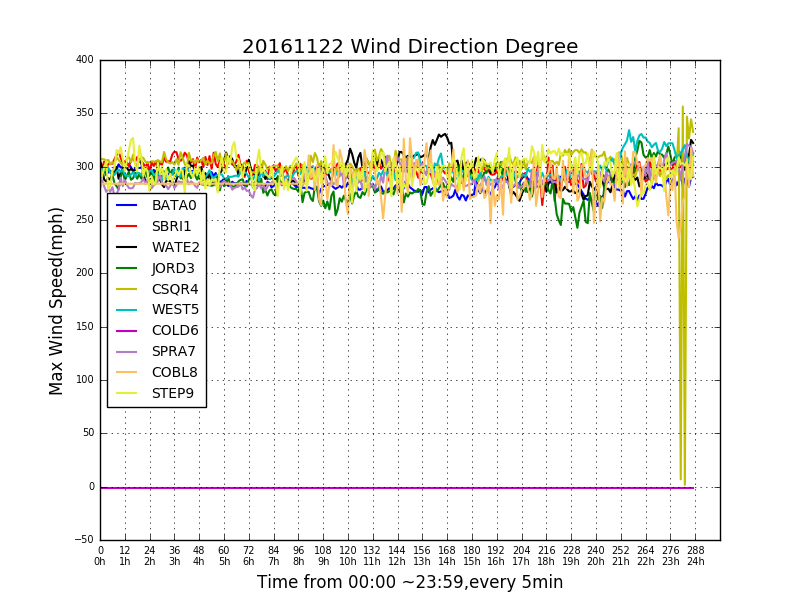 20161122 Wind Direction Degree
400
350
300
250
200
150
100
50
0
−50
Max Wind Speed(mph)
BATA0
SBRI1
WATE2
JORD3
CSQR4
WEST5
COLD6
SPRA7
COBL8
STEP9
0 12 24 36 48 60 72 84 96 108 120 132 144 156 168 180 192 204 216 228 240 252 264 276 288
0h 1h 2h 3h 4h 5h 6h 7h 8h 9h 10h 11h 12h 13h 14h 15h 16h 17h 18h 19h 20h 21h 22h 23h 24h
Time from 00:00 ~23:59,every 5min